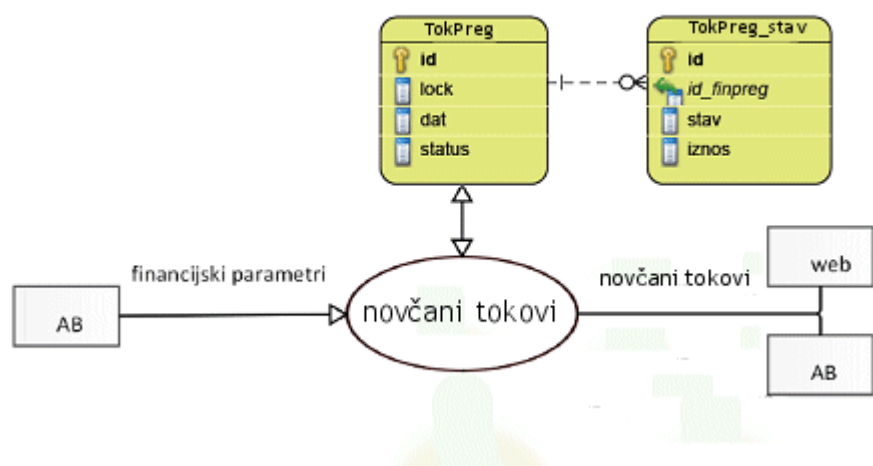 TokPreg
id
lock
dat
status
TokPreg_stav
id
id_finpreg
stav
iznos
financijski parametri
AB
novčani tokovi
novčani tokovi
web
AB